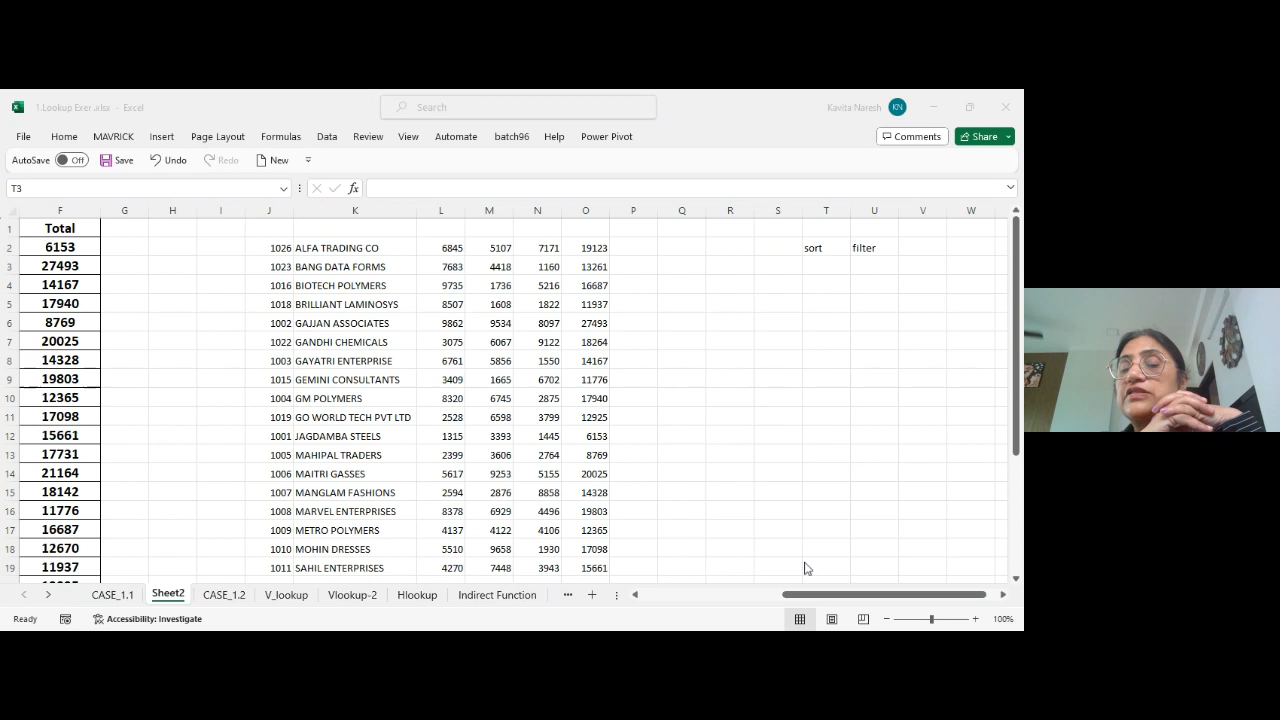 1.Lookup Exer.xlsx - Excel
Search
Kavita Naresh KN
File Home MAVRICK Insert Page Layout Formulas Data Review View Automate batch96 Help Power Pivot Comments Share
AutoSave Off Save Undo Redo New
T3 fx
F G H I J K L M N O P Q R S T U V W
1 Total
2 6153 1026 ALFA TRADING CO 6845 5107 7171 19123 sort filter
3 27493 1023 BANG DATA FORMS 7683 4418 1160 13261
4 14167 1016 BIOTECH POLYMERS 9735 1736 5216 16687
5 17940 1018 BRILLIANT LAMINOSYS 8507 1608 1822 11937
6 8769 1002 GAJJAN ASSOCIATES 9862 9534 8097 27493
7 20025 1022 GANDHI CHEMICALS 3075 6067 9122 18264
8 14328 1003 GAYATRI ENTERPRISE 6761 5856 1550 14167
9 19803 1015 GEMINI CONSULTANTS 3409 1665 6702 11776
10 12365 1004 GM POLYMERS 8320 6745 2875 17940
11 17098 1019 GO WORLD TECH PVT LTD 2528 6598 3799 12925
12 15661 1001 JAGDAMBA STEELS 1315 3393 1445 6153
13 17731 1005 MAHIPAL TRADERS 2399 3606 2764 8769
14 21164 1006 MAITRI GASSES 5617 9253 5155 20025
15 18142 1007 MANGLAM FASHIONS 2594 2876 8858 14328
16 11776 1008 MARVEL ENTERPRISES 8378 6929 4496 19803
17 16687 1009 METRO POLYMERS 4137 4122 4106 12365
18 12670 1010 MOHIN DRESSES 5510 9658 1930 17098
19 11937 1011 SAHIL ENTERPRISES 4270 7448 3943 15661
CASE_1.1 Sheet2 CASE_1.2 V_lookup Vlookup-2 Hlookup Indirect Function
Ready Accessibility: Investigate 100%